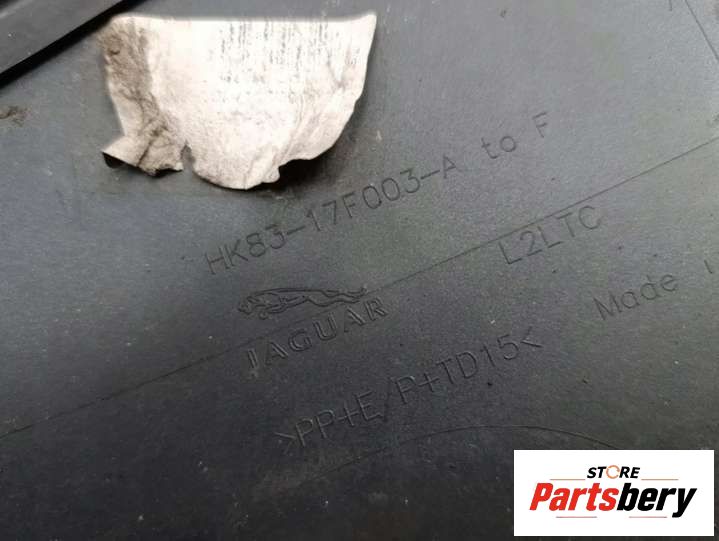 HK83-17F003-A to F
L2LTC
JAGUAR
Made
>PP+E/P+TD15<
STORE
Partsbery